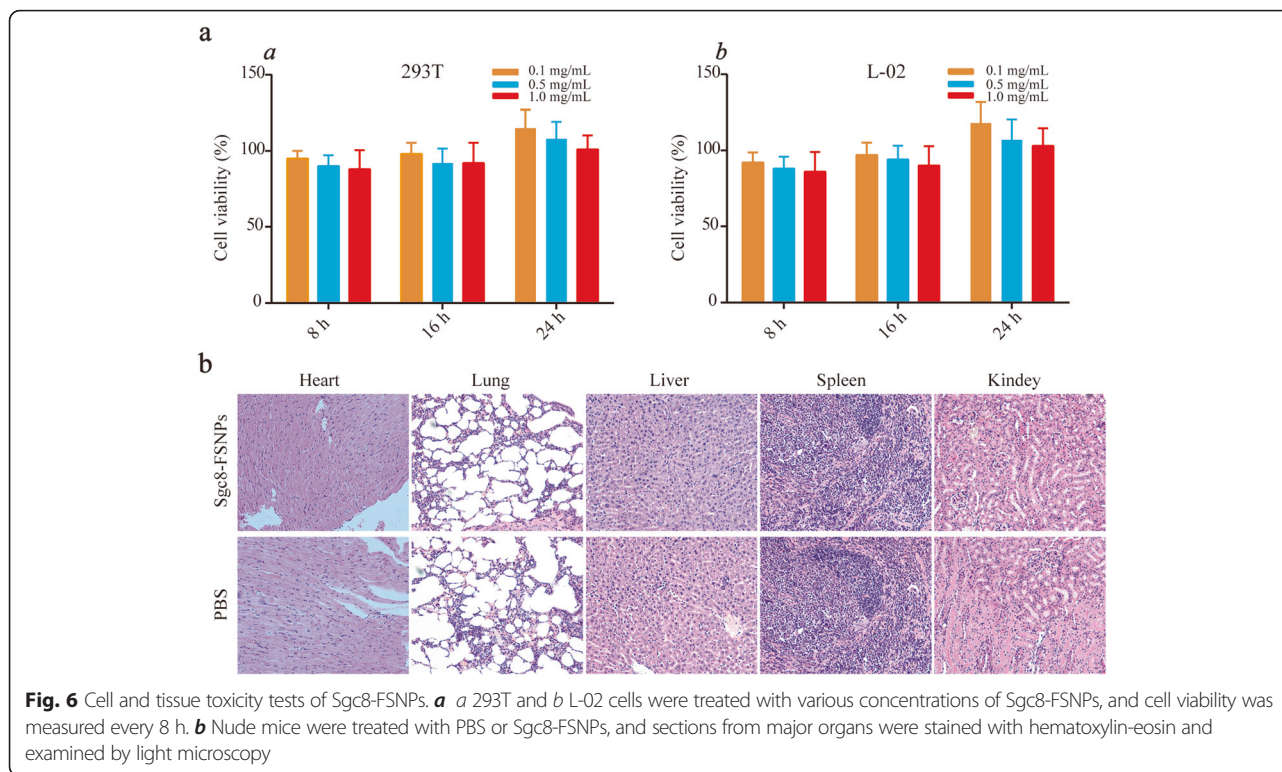 a
a
293T
0.1 mg/mL
0.5 mg/mL
1.0 mg/mL
Cell viability (%)
150
100
50
0
8 h
16 h
24 h
b
L-02
0.1 mg/mL
0.5 mg/mL
1.0 mg/mL
Cell viability (%)
150
100
50
0
8 h
16 h
24 h
b
Heart Lung Liver Spleen Kindey
Sgc8-FSNPs
PBS
Fig. 6 Cell and tissue toxicity tests of Sgc8-FSNPs. a a 293T and b L-02 cells were treated with various concentrations of Sgc8-FSNPs, and cell viability was
measured every 8 h. b Nude mice were treated with PBS or Sgc8-FSNPs, and sections from major organs were stained with hematoxylin-eosin and
examined by light microscopy